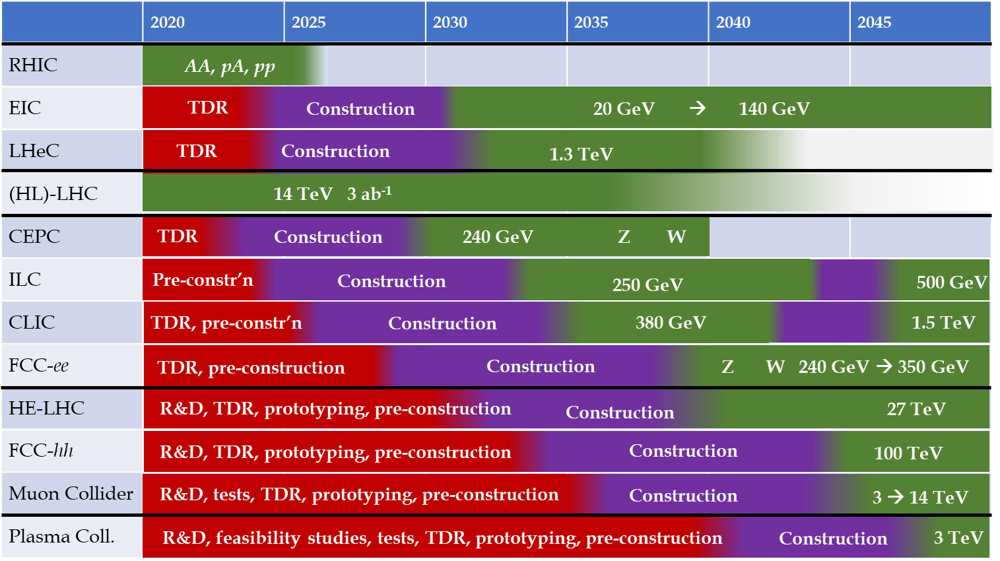 2020 2025 2030 2035 2040 2045
RHIC AA, pA, pp
EIC TDR Construction 20 GeV → 140 GeV
LHeC TDR Construction 1.3 TeV
(HL)-LHC 14 TeV 3 ab-1
CEPC TDR Construction 240 GeV Z W
ILC Pre-constr’n Construction 250 GeV 500 GeV
CLIC TDR, pre-constr’n Construction 380 GeV 1.5 TeV
FCC-ee TDR, pre-construction Construction Z W 240 GeV → 350 GeV
HE-LHC R&D, TDR, prototyping, pre-construction Construction 27 TeV
FCC-hh R&D, TDR, prototyping, pre-construction Construction 100 TeV
Muon Collider R&D, tests, TDR, prototyping, pre-construction Construction 3 → 14 TeV
Plasma Coll. R&D, feasibility studies, tests, TDR, prototyping, pre-construction Construction 3 TeV